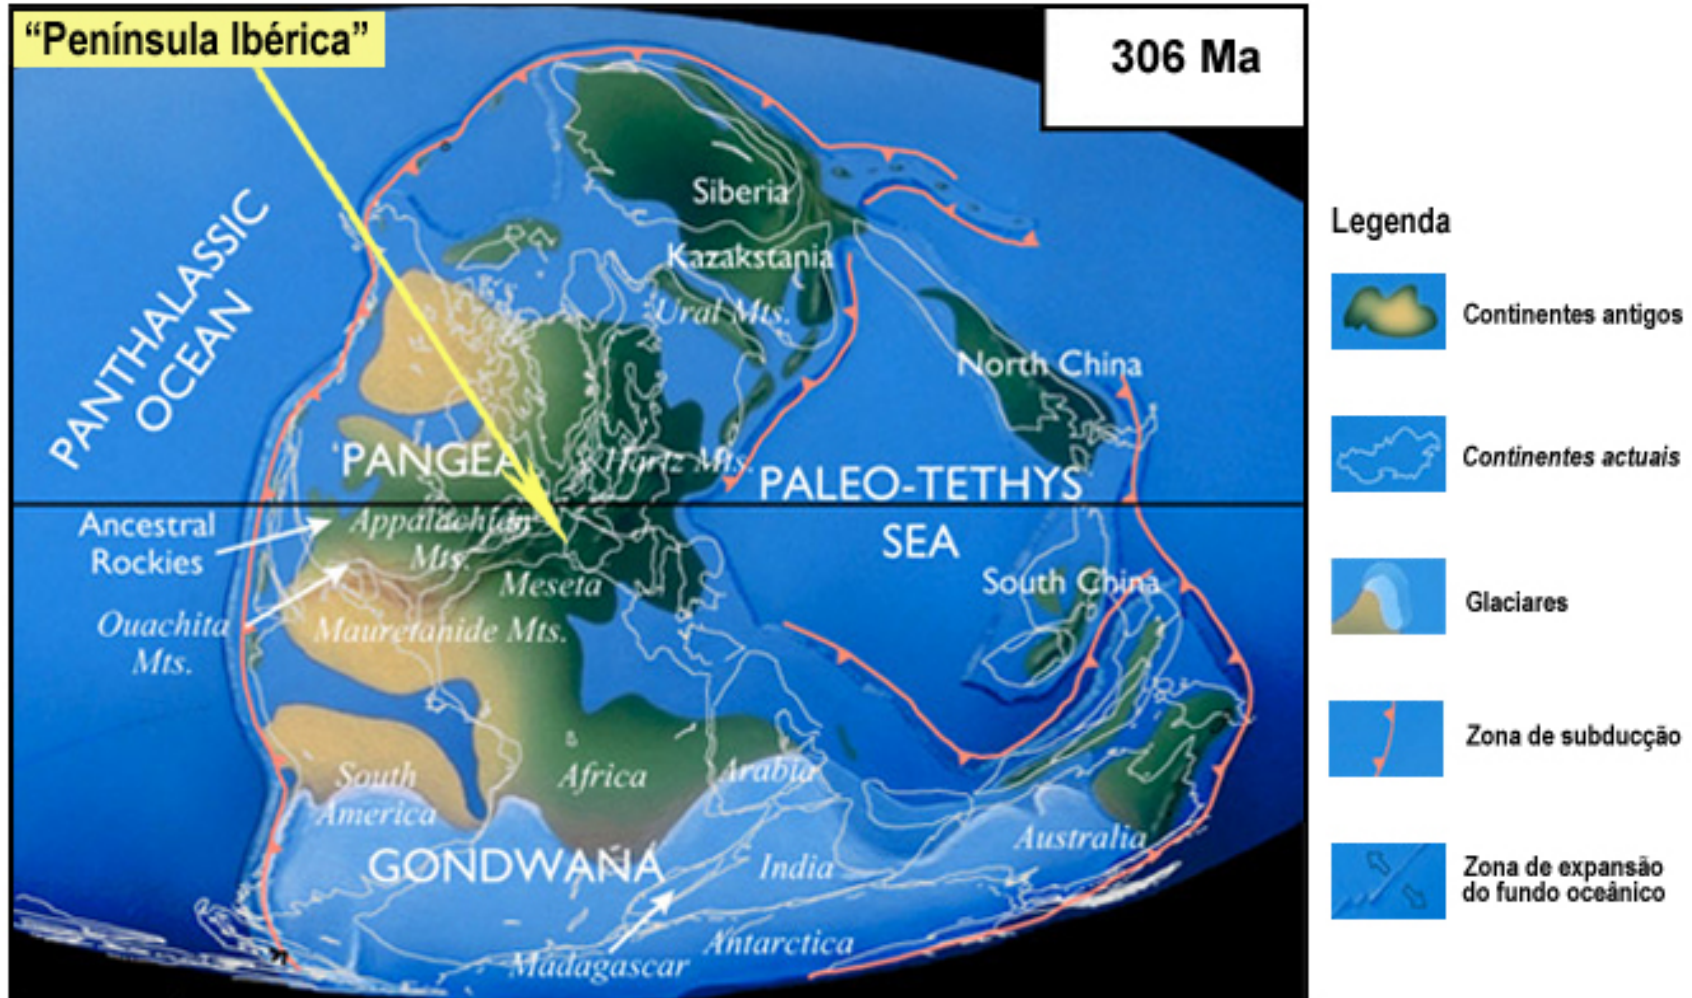 “Península Ibérica”
306 Ma
PANTHALASSIC
OCEAN
Siberia
Kazakstania
Ural Mts.
North China
'PANGEA
Hartz Mts.
PALEO-TETHYS
SEA
Ancestral
Rockies
Appalachian
Mts.
Meseta
South China
Ouachita
Mts.
Mauretanide Mts.
South
America
Africa
Arabia
GONDWANA
India
Australia
Antarctica
Madagascar
Legenda
Continentes antigos
Continentes actuais
Glaciares
Zona de subducção
Zona de expansão
do fundo oceânico